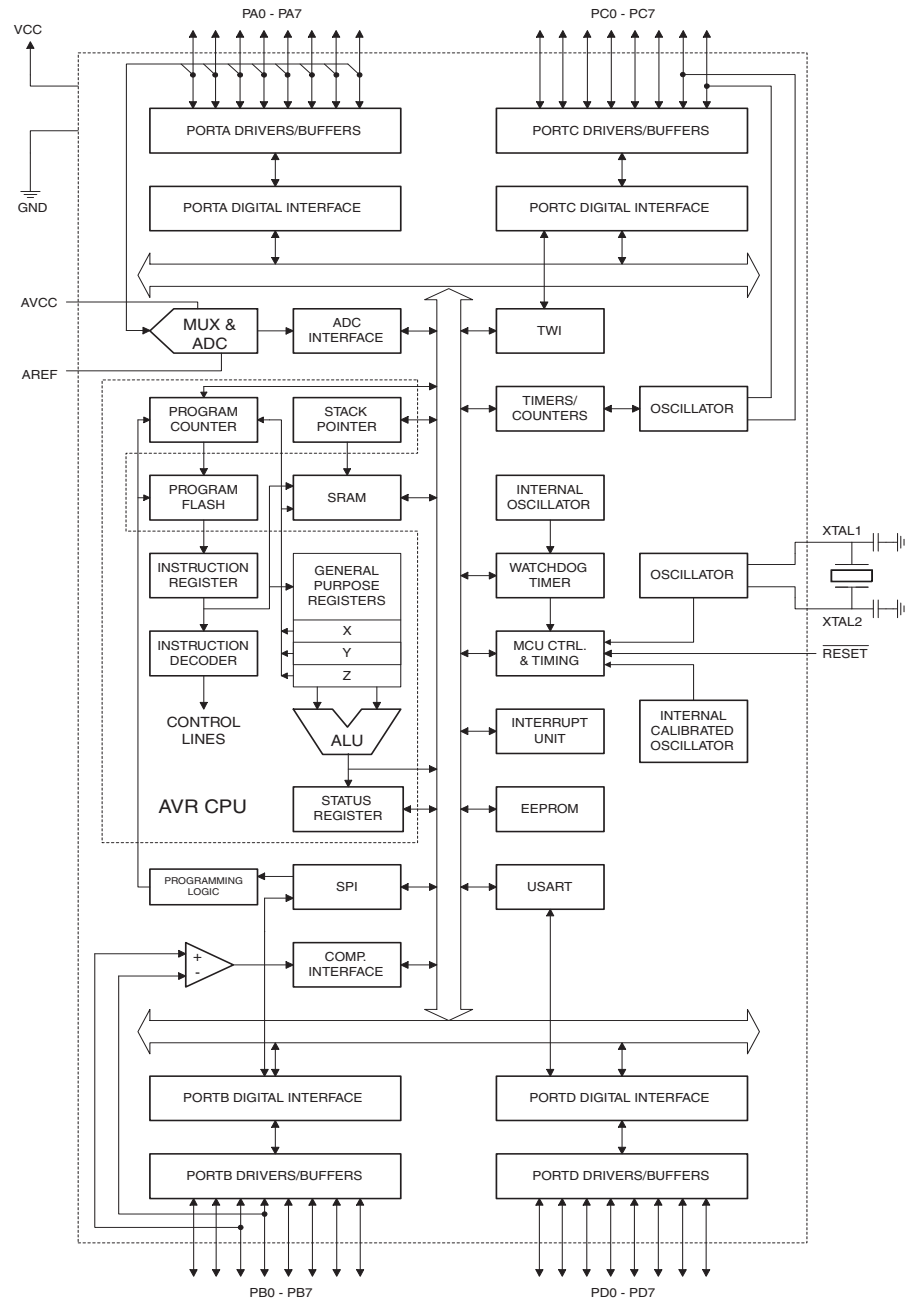 PA0 - PA7
PC0 - PC7
VCC
PORTA DRIVERS/BUFFERS
PORTC DRIVERS/BUFFERS
GND
PORTA DIGITAL INTERFACE
PORTC DIGITAL INTERFACE
AVCC
MUX &
ADC
ADC
INTERFACE
TWI
AREF
PROGRAM
COUNTER
STACK
POINTER
TIMERS/
COUNTERS
OSCILLATOR
PROGRAM
FLASH
SRAM
INTERNAL
OSCILLATOR
XTAL1
INSTRUCTION
REGISTER
GENERAL
PURPOSE
REGISTERS
WATCHDOG
TIMER
OSCILLATOR
XTAL2
X
INSTRUCTION
DECODER
Y
Z
MCU CTRL.
& TIMING
RESET
CONTROL
LINES
ALU
INTERRUPT
UNIT
INTERNAL
CALIBRATED
OSCILLATOR
AVR CPU
STATUS
REGISTER
EEPROM
PROGRAMMING
LOGIC
SPI
USART
+
-
COMP.
INTERFACE
PORTB DIGITAL INTERFACE
PORTD DIGITAL INTERFACE
PORTB DRIVERS/BUFFERS
PORTD DRIVERS/BUFFERS
PB0 - PB7
PD0 - PD7